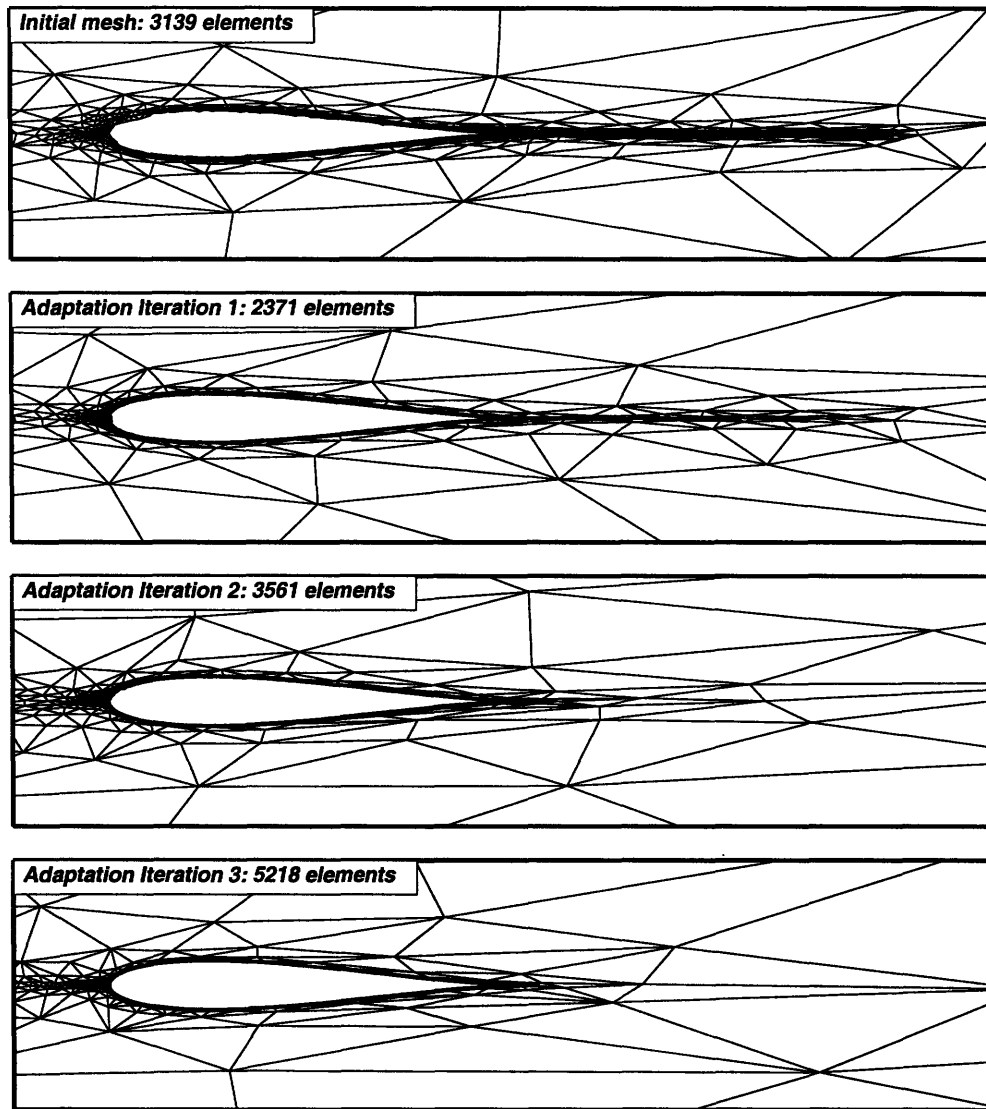 Initial mesh: 3139 elements
Adaptation Iteration 1: 2371 elements
Adaptation Iteration 2: 3561 elements
Adaptation Iteration 3: 5218 elements